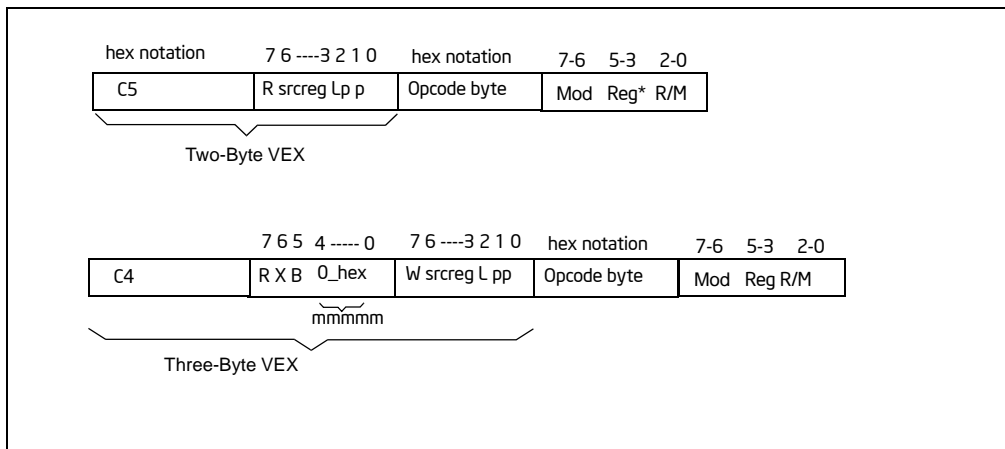 hex notation 7 6 ----3 2 1 0 hex notation 7-6 5-3 2-0
C5 R srcreg Lp p Opcode byte Mod Reg* R/M
Two-Byte VEX
7 6 5 4 ----- 0 7 6 ----3 2 1 0 hex notation 7-6 5-3 2-0
C4 R X B 0_hex W srcreg L pp Opcode byte Mod Reg R/M
mmmmm
Three-Byte VEX